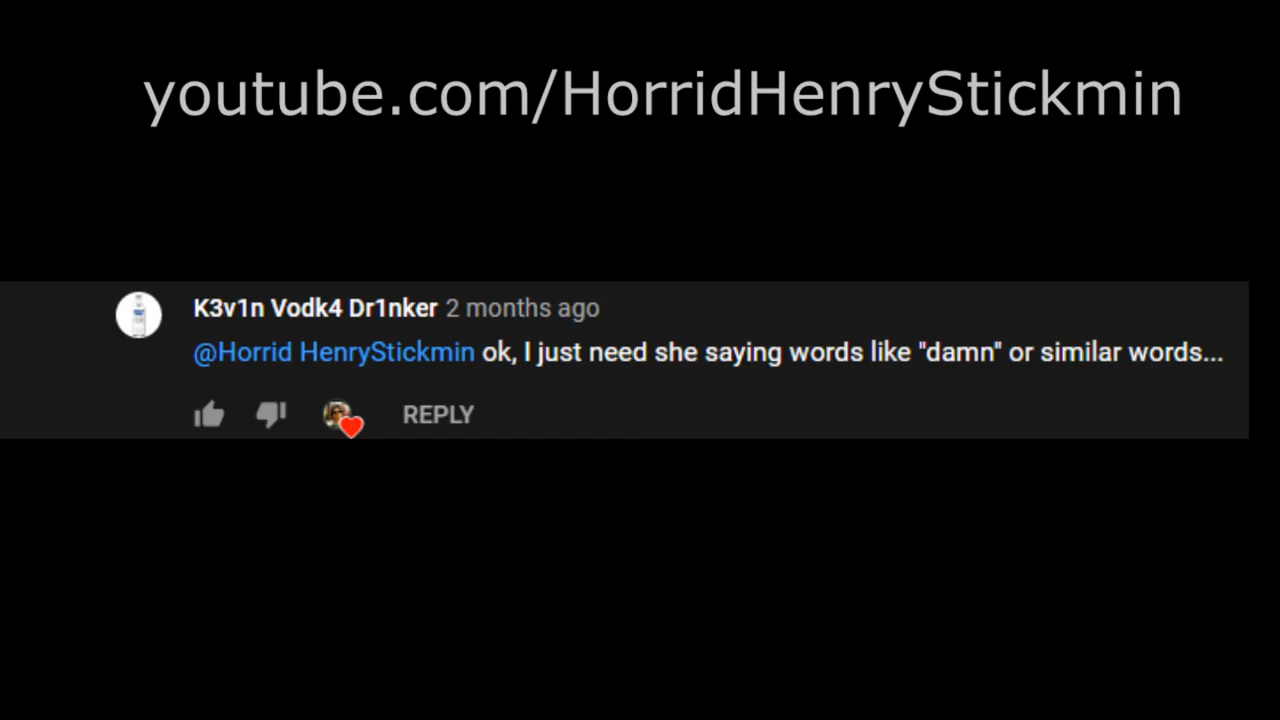 youtube.com/HorridHenryStickmin
K3v1n Vodk4 Dr1nker 2 months ago
@Horrid HenryStickmin ok, I just need she saying words like "damn" or similar words...
REPLY